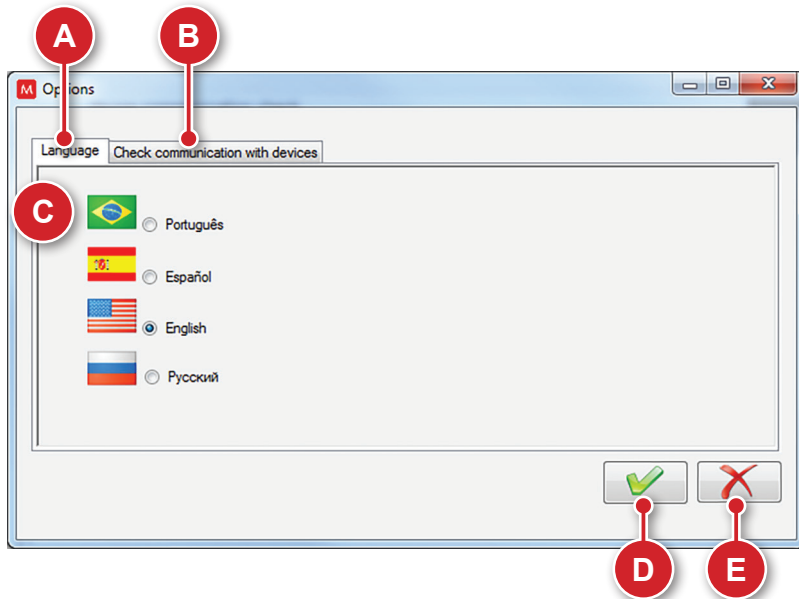 A
B
M Options
Language
Check communication with devices
C
Português
Español
English
Русский
D
E